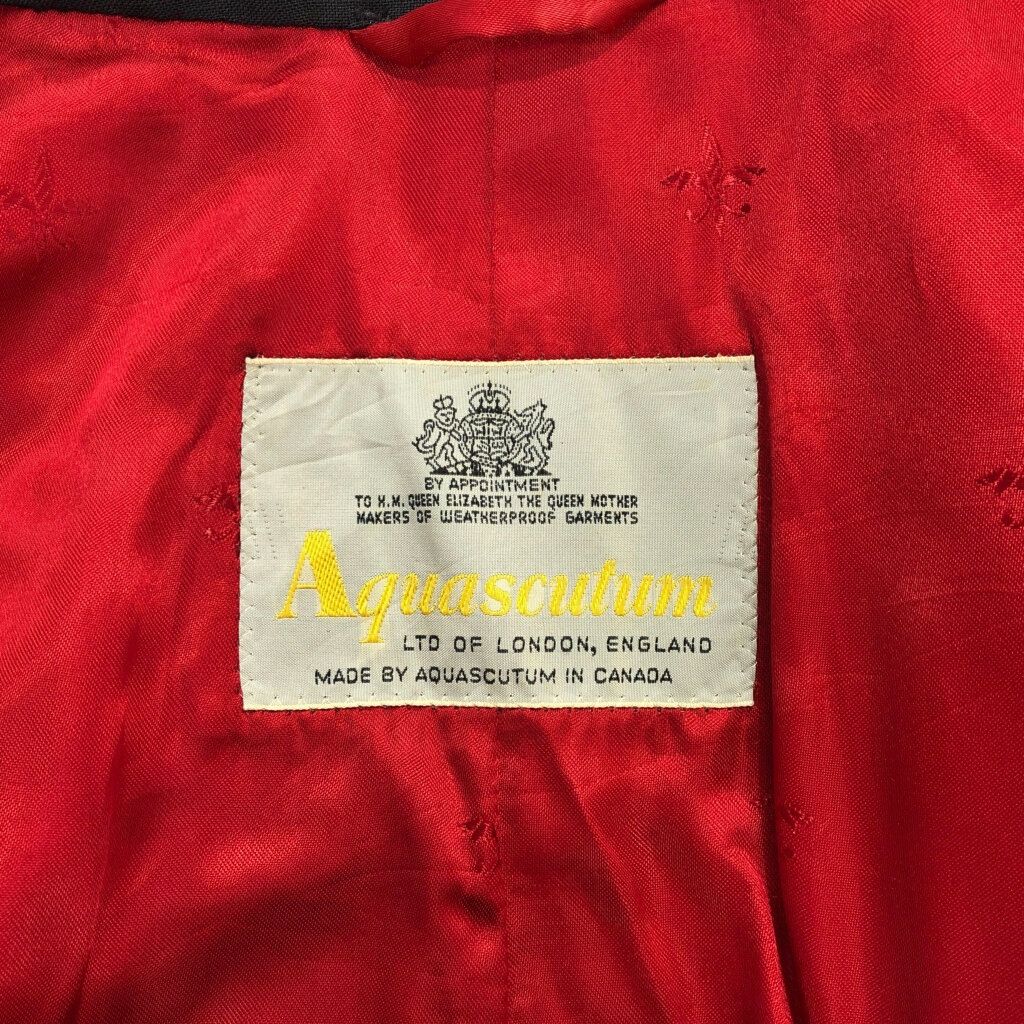 BY APPOINTMENT
TO H.M. QUEEN ELIZABETH THE QUEEN MOTHER
MAKERS OF WEATHERPROOF GARMENTS
Aquascutum
LTD OF LONDON, ENGLAND
MADE BY AQUASCUTUM IN CANADA